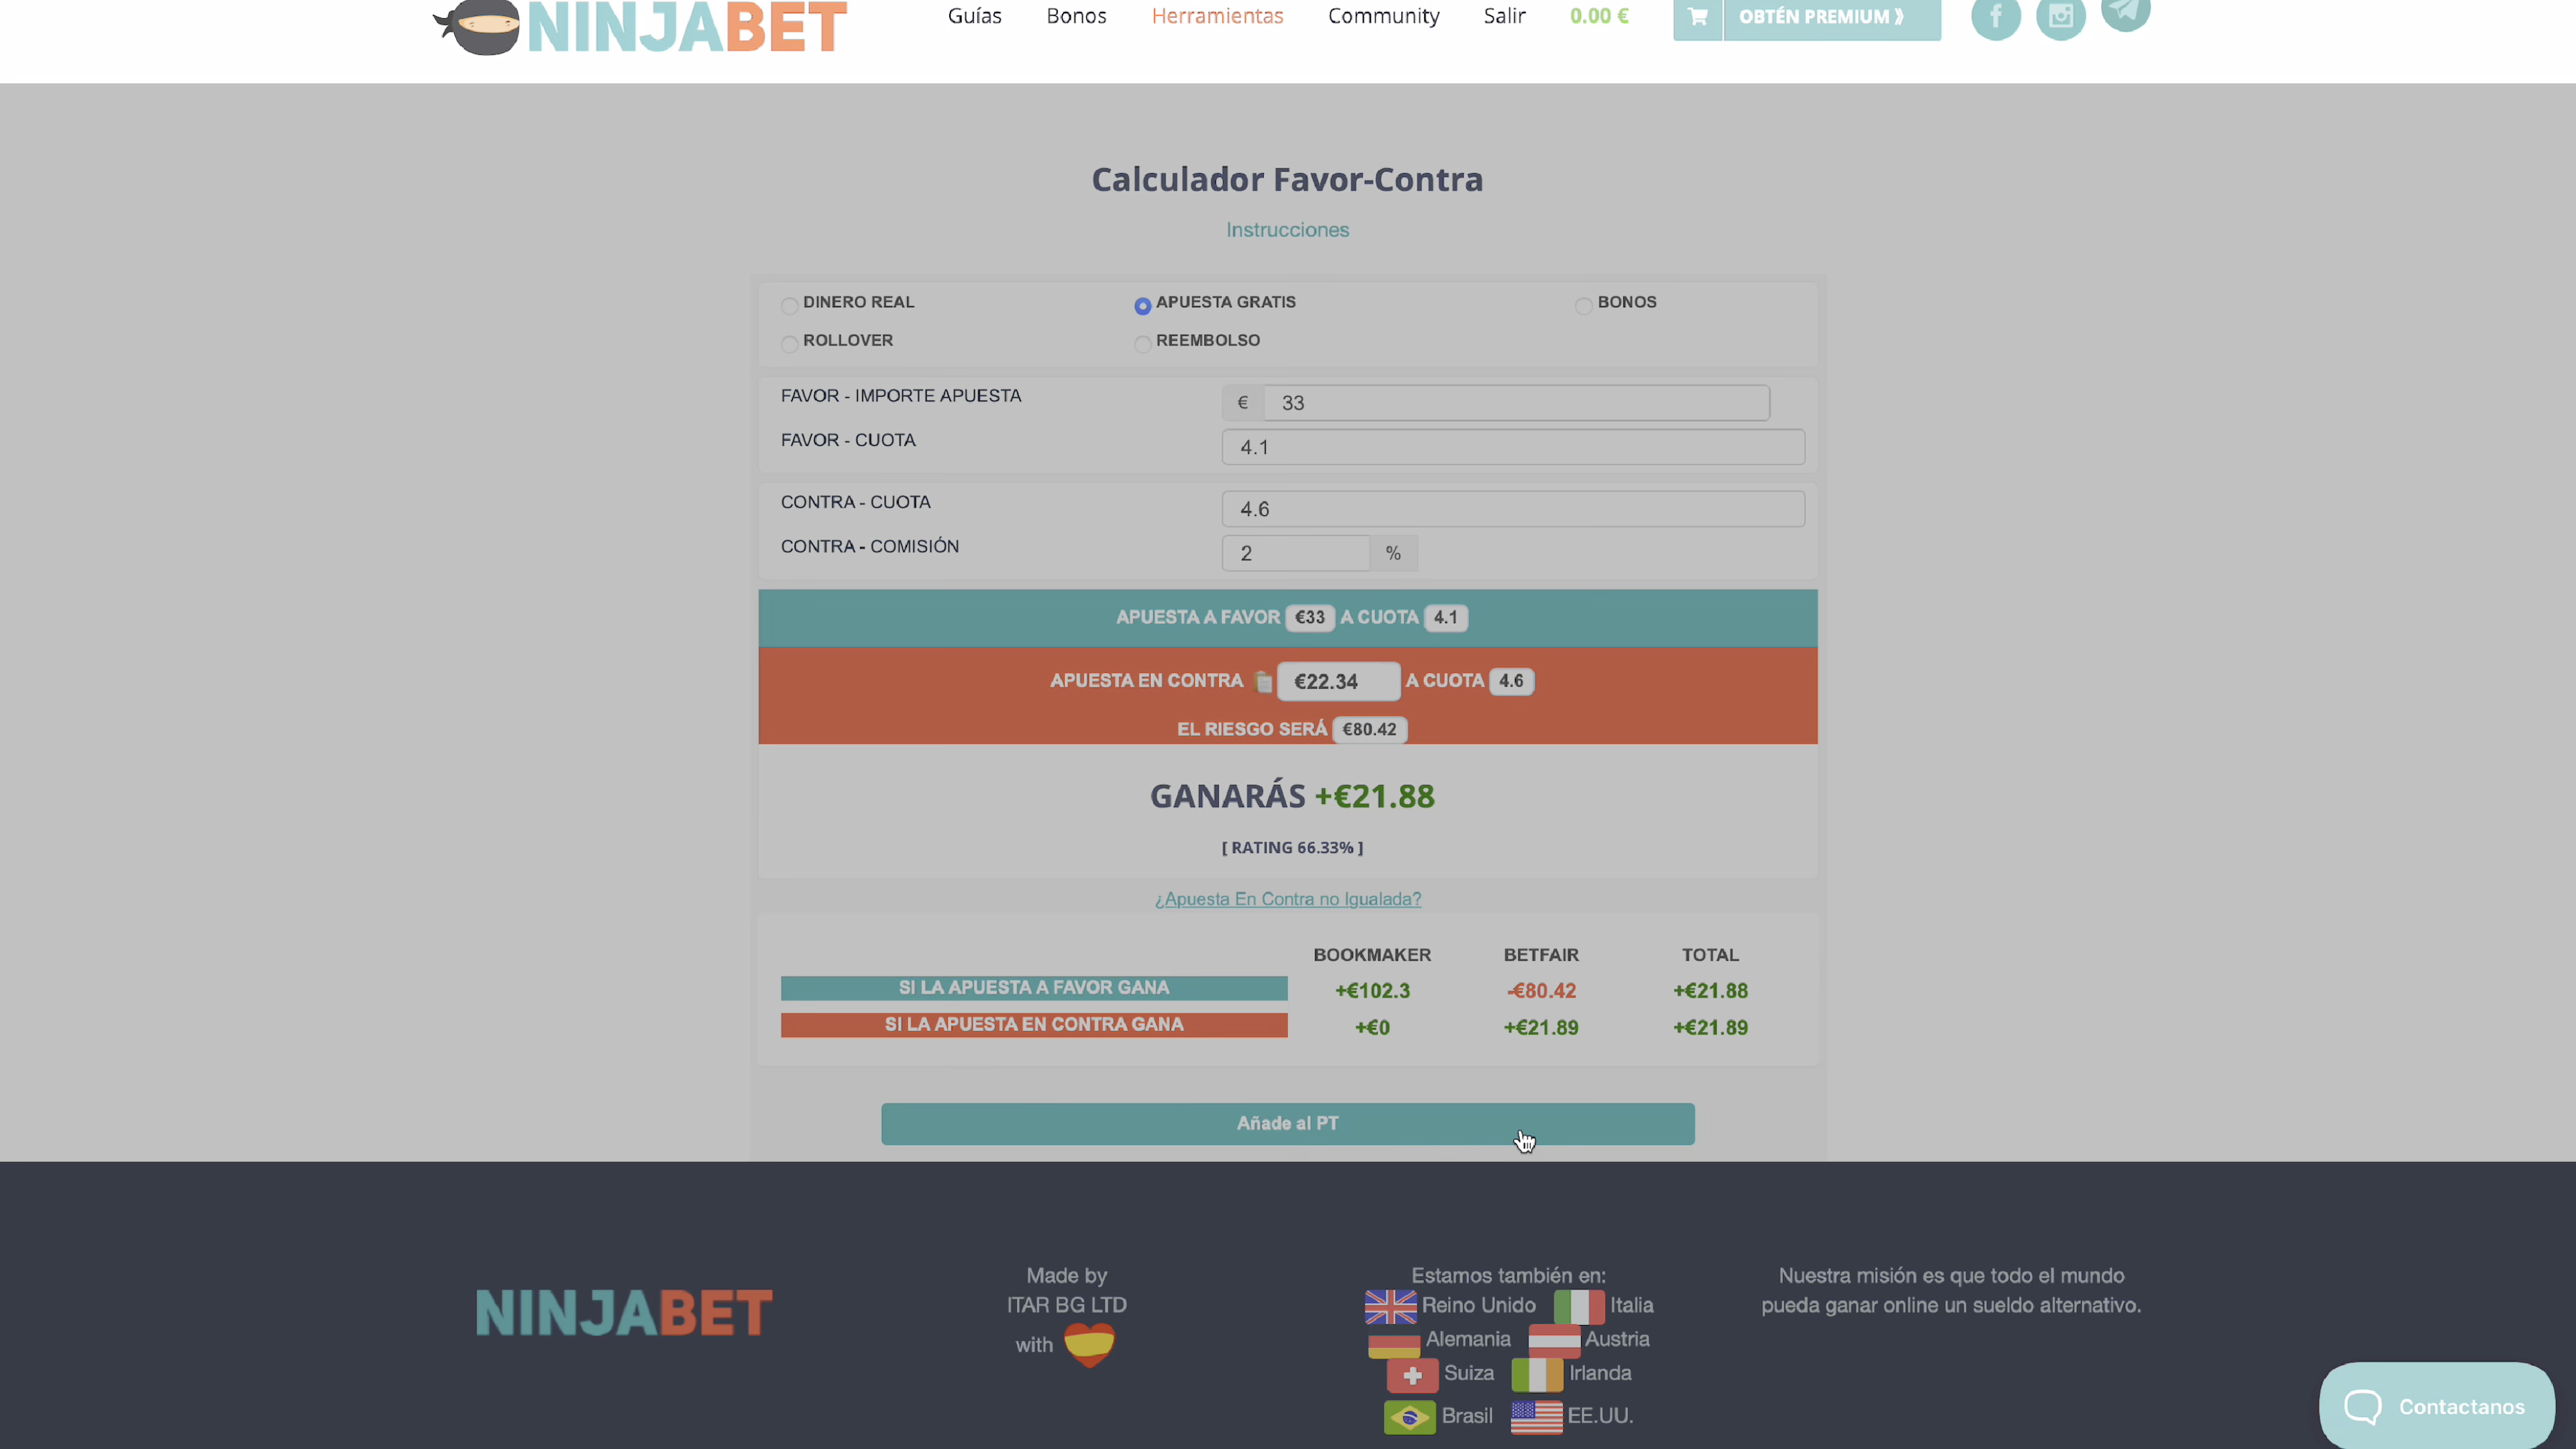 NINJABET
Guías Bonos Herramientas Community Salir 0.00 € OBTÉN PREMIUM ⟫
Calculador Favor-Contra
Instrucciones
DINERO REAL APUESTA GRATIS BONOS
ROLLOVER REEMBOLSO
FAVOR - IMPORTE APUESTA € 33
FAVOR - CUOTA 4.1
CONTRA - CUOTA 4.6
CONTRA - COMISIÓN 2 %
APUESTA A FAVOR €33 A CUOTA 4.1
APUESTA EN CONTRA €22.34 A CUOTA 4.6
EL RIESGO SERÁ €80.42
GANARÁS +€21.88
[ RATING 66.33% ]
¿Apuesta En Contra no Igualada?
BOOKMAKER BETFAIR TOTAL
SI LA APUESTA A FAVOR GANA +€102.3 -€80.42 +€21.88
SI LA APUESTA EN CONTRA GANA +€0 +€21.89 +€21.89
Añade al PT
NINJABET
Made by
ITAR BG LTD
with
Estamos también en:
Reino Unido Italia
Alemania Austria
Suiza Irlanda
Brasil EE.UU.
Nuestra misión es que todo el mundo
pueda ganar online un sueldo alternativo.
Contactanos